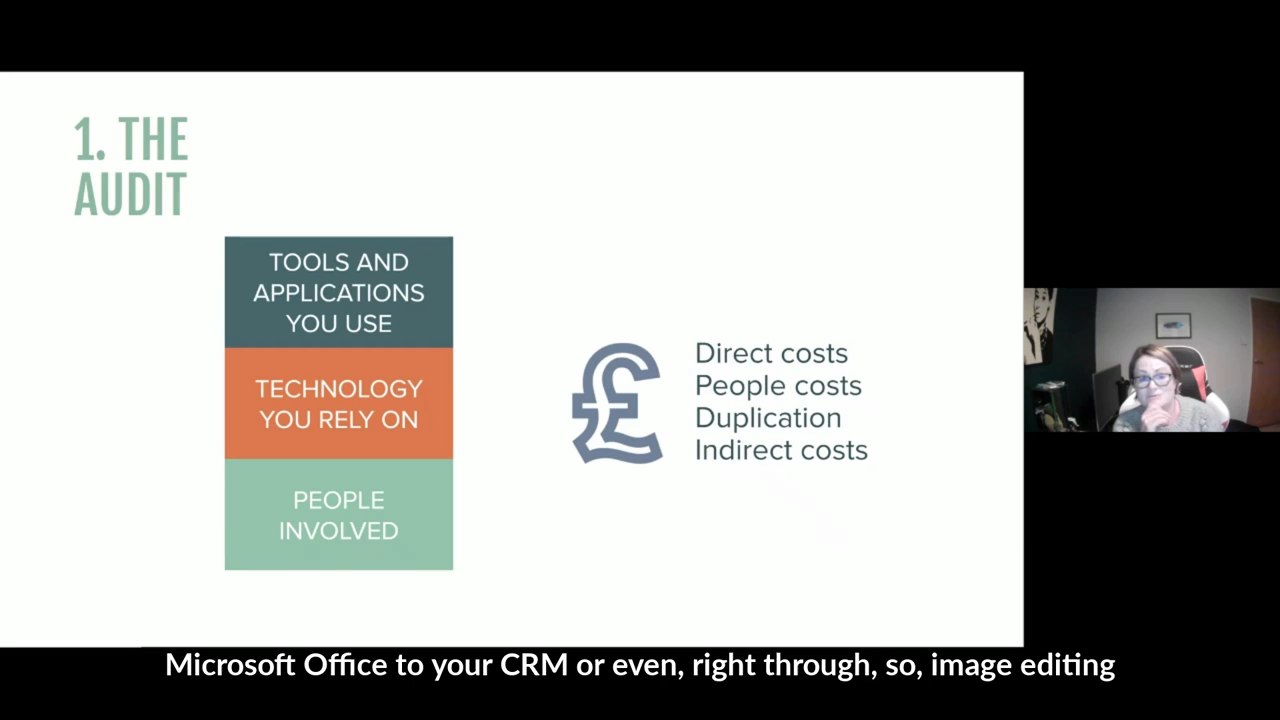 1. THE
AUDIT
TOOLS AND
APPLICATIONS
YOU USE
TECHNOLOGY
YOU RELY ON
PEOPLE
INVOLVED
£
Direct costs
People costs
Duplication
Indirect costs
Microsoft Office to your CRM or even, right through, so, image editing